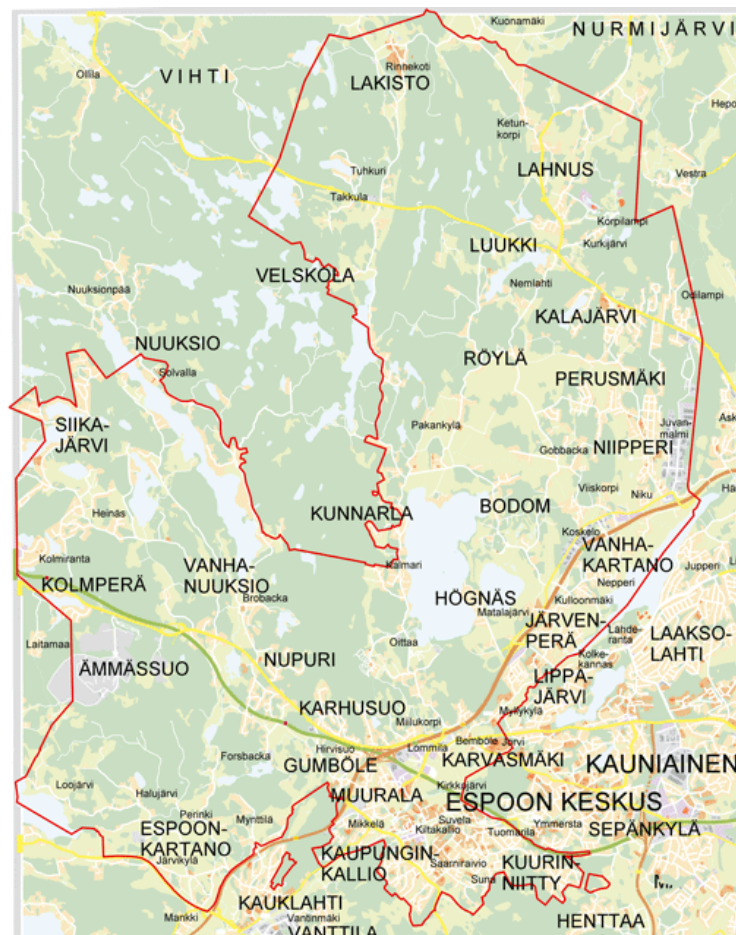 Kuonamäki
NURMIJÄRVI
Ollila
VIHTI
Rinnekoti
LAKISTO
Ketun-
korpi
Tuhkuri
LAHNUS
Vestra
Takkula
Korpilampi
LUUKKI
Kurkijärvi
VELSKOLA
Nemlahti
Nuuksionpää
Odilampi
KALAJÄRVI
NUUKSIO
RÖYLÄ
Solvalla
PERUSMÄKI
SIIKA-
JÄRVI
Pakankylä
Juvan-
malmi
Gobbacka
NIIPPERI
Viiskorpi
Niku
Heinäs
KUNNARLA
BODOM
Koskelo
VANHA-
KARTANO
Kolmiranta
KOLMPERÄ
VANHA-
NUUKSIO
Kalmari
Jupperi
Nepperi
Brobacka
HÖGNÄS
Kulloonmäki
Matalajärvi
JÄRVEN-
PERÄ
Lähde-
ranta
LAAKSO-
LAHTI
Laitamaa
Oittaa
Kolke-
kannas
ÄMMÄSSUO
NUPURI
LIPPA-
JÄRVI
KARHUSUO
Myllykylä
Miilukorpi
Bemböle
Jorvi
Hirvisuo
Lommila
Forsbacka
GUMBÖLE
KARVASMÄKI
KAUNIAINEN
Loojärvi
Halujärvi
Kirkkojärvi
MUURALA
ESPOON KESKUS
Perinki
Mynttilä
Mikkelä
Suvela
Kiltakallio
Ymmersta
Tuomarila
SEPÄNKYLÄ
ESPOON-
KARTANO
Järvikylä
KAUPUNGIN-
KALLIO
Saarniraivio
KUURIN-
NIITTY
Suna
KAUKLAHTI
Mankki
Vantinmäki
VANTTILA
HENTTAA